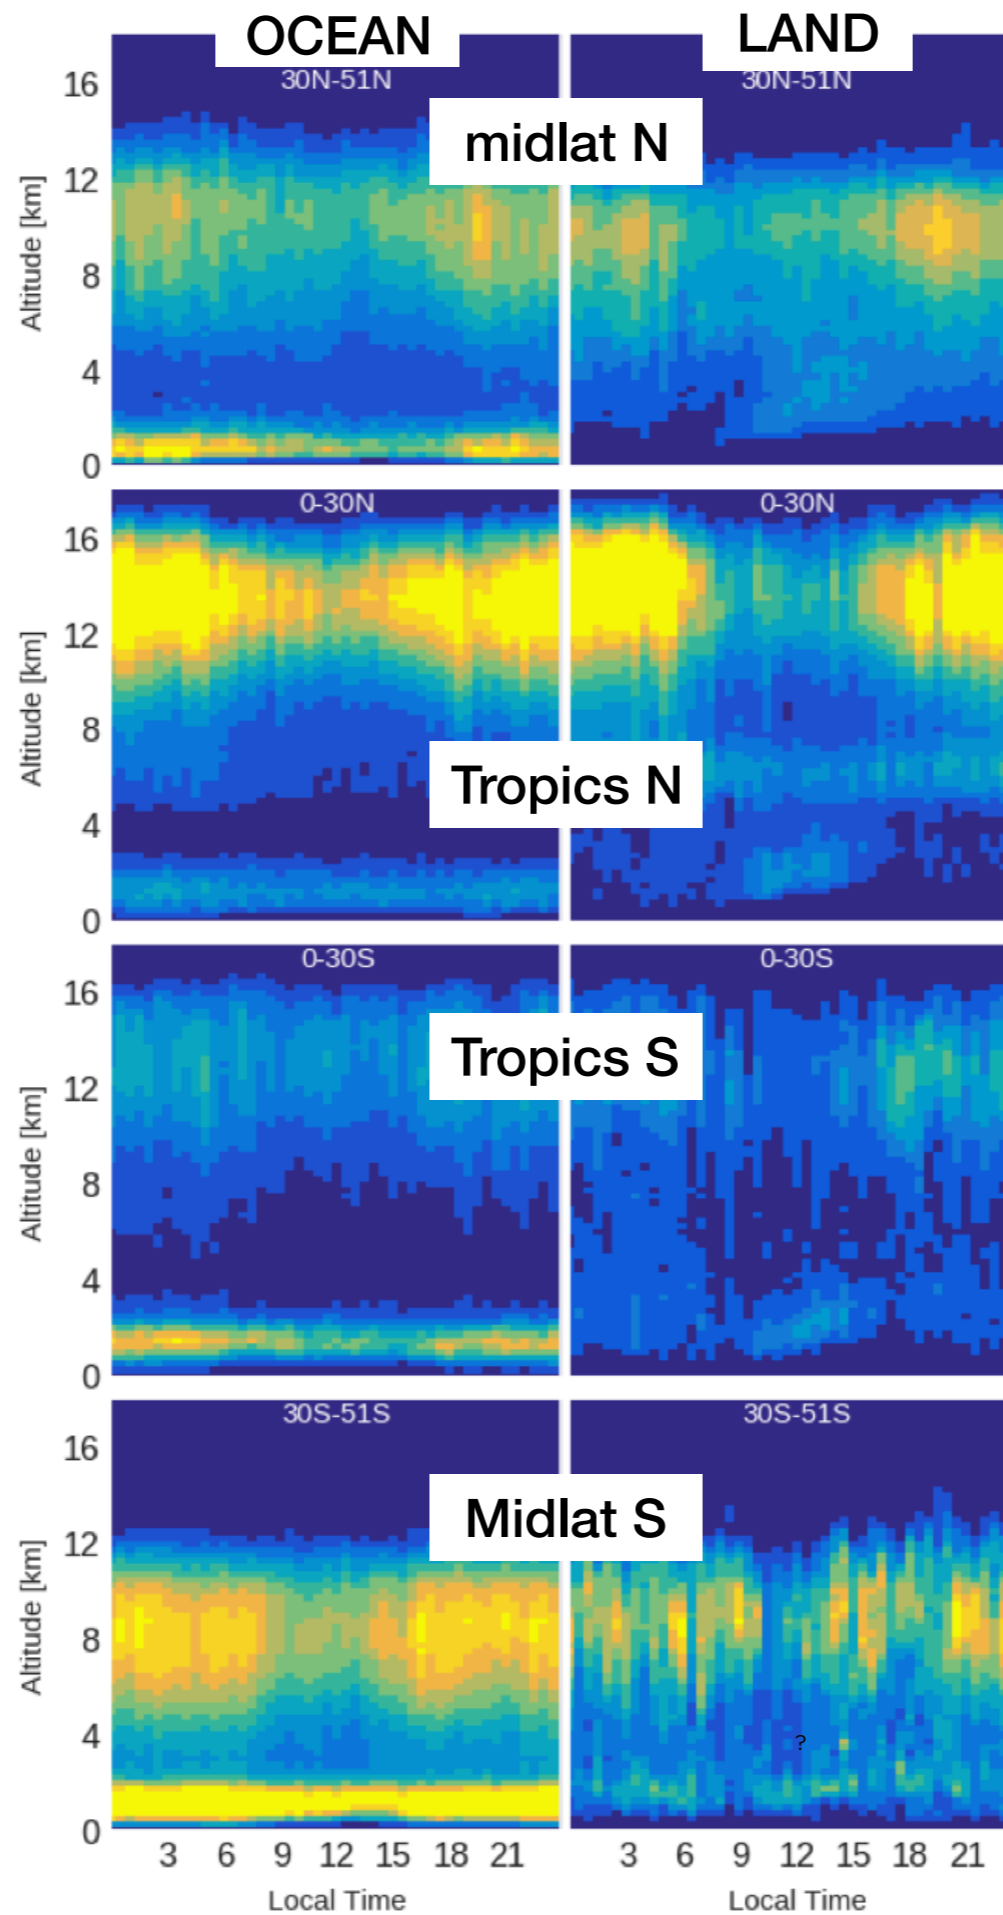 OCEAN
LAND
30N-51N
30N-51N
midlat N
16
12
8
4
0
Altitude [km]
0-30N
0-30N
Tropics N
16
12
8
4
0
Altitude [km]
0-30S
0-30S
Tropics S
16
12
8
4
0
Altitude [km]
30S-51S
30S-51S
Midlat S
16
12
8
4
0
Altitude [km]
?
3 6 9 12 15 18 21
3 6 9 12 15 18 21
Local Time
Local Time